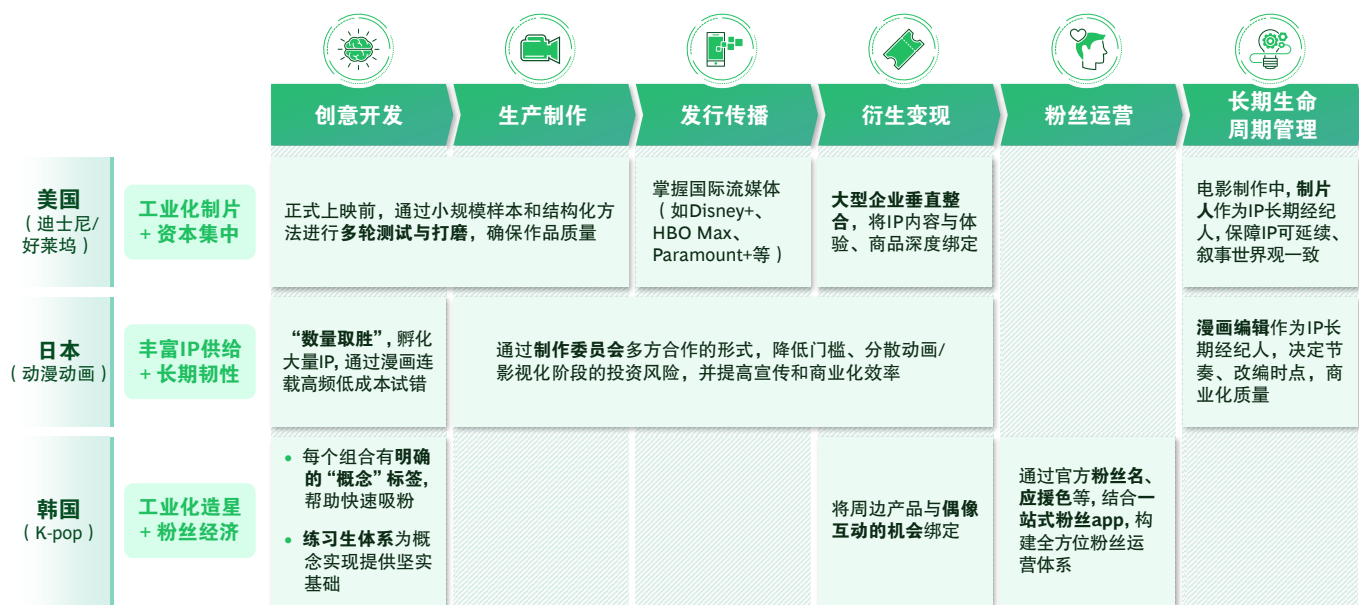 创意开发
生产制作
发行传播
衍生变现
粉丝运营
长期生命
周期管理
美国
（迪士尼/
好莱坞）
工业化制片
+ 资本集中
正式上映前，通过小规模样本和结构化方
法进行多轮测试与打磨，确保作品质量
掌握国际流媒体
（如Disney+、
HBO Max、
Paramount+等）
大型企业垂直整
合，将IP内容与体
验、商品深度绑定
电影制作中，制片
人作为IP长期经纪
人，保障IP可延续、
叙事世界观一致
日本
（动漫动画）
丰富IP供给
+ 长期韧性
“数量取胜”，孵化
大量IP，通过漫画连
载高频低成本试错
通过制作委员会多方合作的形式，降低门槛、分散动画/
影视化阶段的投资风险，并提高宣传和商业化效率
漫画编辑作为IP长
期经纪人，决定节
奏、改编时点，商
业化质量
韩国
（K-pop）
工业化造星
+ 粉丝经济
• 每个组合有明确
的“概念”标签，
帮助快速吸粉
• 练习生体系为概
念实现提供坚实
基础
将周边产品与偶像
互动的机会绑定
通过官方粉丝名、
应援色等，结合一
站式粉丝app，构
建全方位粉丝运
营体系